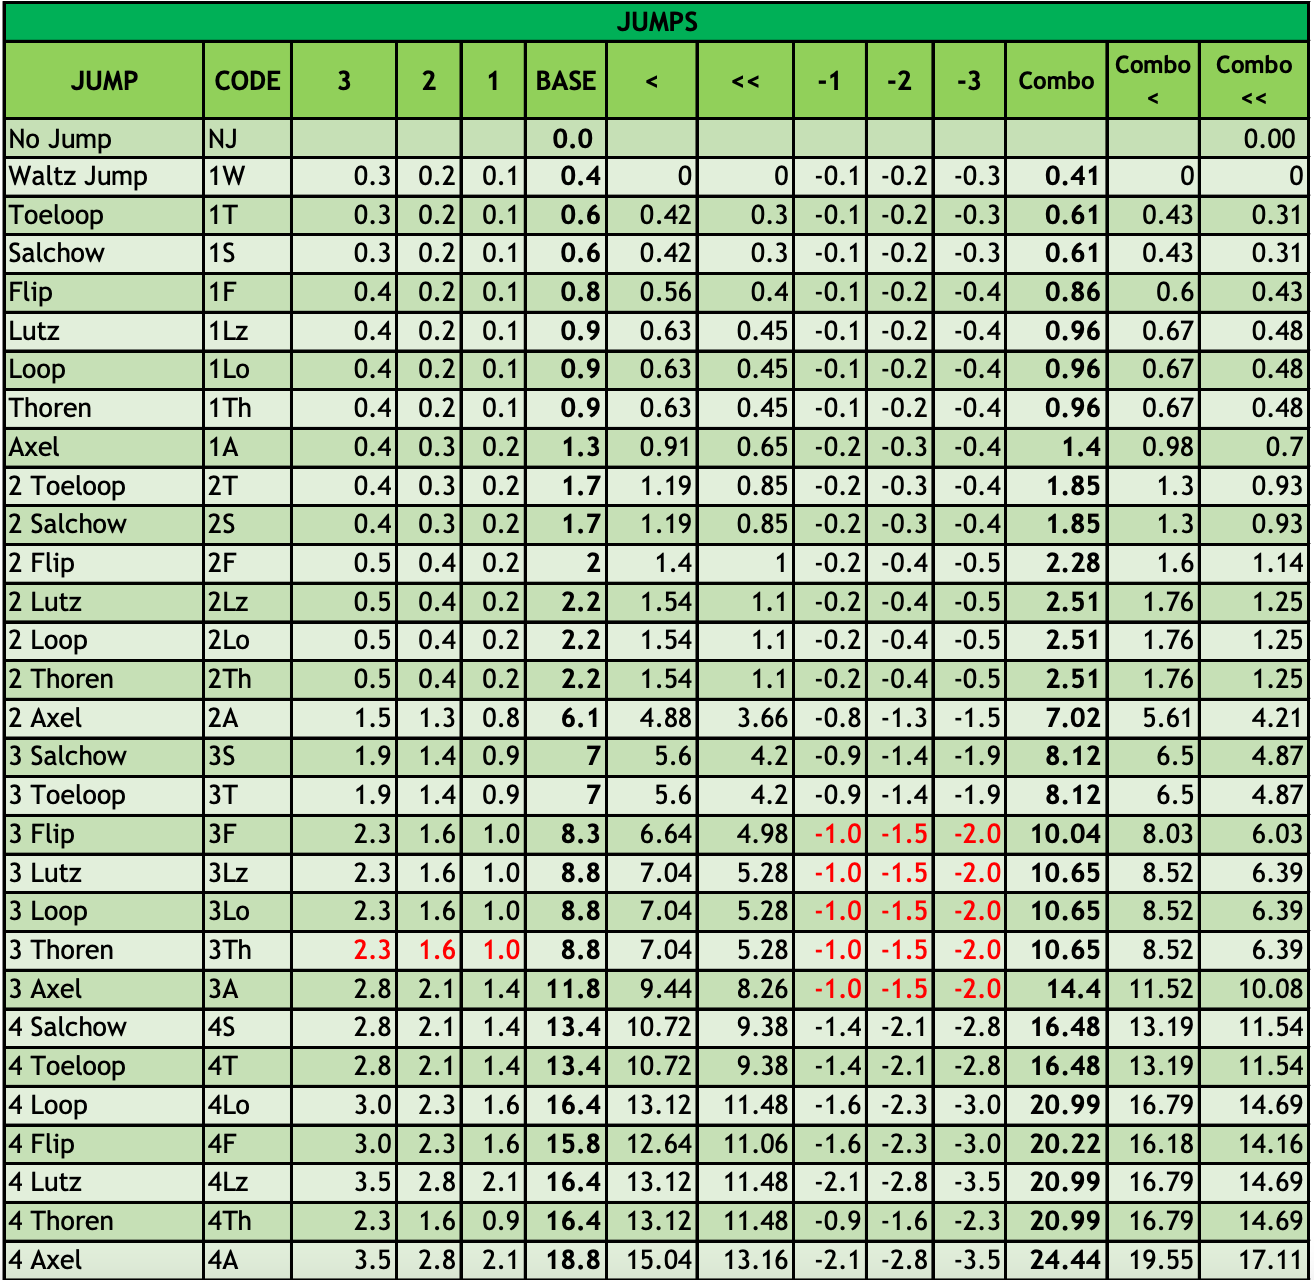 JUMPS
JUMP CODE 3 2 1 BASE < << -1 -2 -3 Combo Combo < Combo <<
No Jump NJ 0.0 0.00
Waltz Jump 1W 0.3 0.2 0.1 0.4 0 0 -0.1 -0.2 -0.3 0.41 0 0
Toeloop 1T 0.3 0.2 0.1 0.6 0.42 0.3 -0.1 -0.2 -0.3 0.61 0.43 0.31
Salchow 1S 0.3 0.2 0.1 0.6 0.42 0.3 -0.1 -0.2 -0.3 0.61 0.43 0.31
Flip 1F 0.4 0.2 0.1 0.8 0.56 0.4 -0.1 -0.2 -0.4 0.86 0.6 0.43
Lutz 1Lz 0.4 0.2 0.1 0.9 0.63 0.45 -0.1 -0.2 -0.4 0.96 0.67 0.48
Loop 1Lo 0.4 0.2 0.1 0.9 0.63 0.45 -0.1 -0.2 -0.4 0.96 0.67 0.48
Thoren 1Th 0.4 0.2 0.1 0.9 0.63 0.45 -0.1 -0.2 -0.4 0.96 0.67 0.48
Axel 1A 0.4 0.3 0.2 1.3 0.91 0.65 -0.2 -0.3 -0.4 1.4 0.98 0.7
2 Toeloop 2T 0.4 0.3 0.2 1.7 1.19 0.85 -0.2 -0.3 -0.4 1.85 1.3 0.93
2 Salchow 2S 0.4 0.3 0.2 1.7 1.19 0.85 -0.2 -0.3 -0.4 1.85 1.3 0.93
2 Flip 2F 0.5 0.4 0.2 2 1.4 1 -0.2 -0.4 -0.5 2.28 1.6 1.14
2 Lutz 2Lz 0.5 0.4 0.2 2.2 1.54 1.1 -0.2 -0.4 -0.5 2.51 1.76 1.25
2 Loop 2Lo 0.5 0.4 0.2 2.2 1.54 1.1 -0.2 -0.4 -0.5 2.51 1.76 1.25
2 Thoren 2Th 0.5 0.4 0.2 2.2 1.54 1.1 -0.2 -0.4 -0.5 2.51 1.76 1.25
2 Axel 2A 1.5 1.3 0.8 6.1 4.88 3.66 -0.8 -1.3 -1.5 7.02 5.61 4.21
3 Salchow 3S 1.9 1.4 0.9 7 5.6 4.2 -0.9 -1.4 -1.9 8.12 6.5 4.87
3 Toeloop 3T 1.9 1.4 0.9 7 5.6 4.2 -0.9 -1.4 -1.9 8.12 6.5 4.87
3 Flip 3F 2.3 1.6 1.0 8.3 6.64 4.98 -1.0 -1.5 -2.0 10.04 8.03 6.03
3 Lutz 3Lz 2.3 1.6 1.0 8.8 7.04 5.28 -1.0 -1.5 -2.0 10.65 8.52 6.39
3 Loop 3Lo 2.3 1.6 1.0 8.8 7.04 5.28 -1.0 -1.5 -2.0 10.65 8.52 6.39
3 Thoren 3Th 2.3 1.6 1.0 8.8 7.04 5.28 -1.0 -1.5 -2.0 10.65 8.52 6.39
3 Axel 3A 2.8 2.1 1.4 11.8 9.44 8.26 -1.0 -1.5 -2.0 14.4 11.52 10.08
4 Salchow 4S 2.8 2.1 1.4 13.4 10.72 9.38 -1.4 -2.1 -2.8 16.48 13.19 11.54
4 Toeloop 4T 2.8 2.1 1.4 13.4 10.72 9.38 -1.4 -2.1 -2.8 16.48 13.19 11.54
4 Loop 4Lo 3.0 2.3 1.6 16.4 13.12 11.48 -1.6 -2.3 -3.0 20.99 16.79 14.69
4 Flip 4F 3.0 2.3 1.6 15.8 12.64 11.06 -1.6 -2.3 -3.0 20.22 16.18 14.16
4 Lutz 4Lz 3.5 2.8 2.1 16.4 13.12 11.48 -2.1 -2.8 -3.5 20.99 16.79 14.69
4 Thoren 4Th 2.3 1.6 0.9 16.4 13.12 11.48 -0.9 -1.6 -2.3 20.99 16.79 14.69
4 Axel 4A 3.5 2.8 2.1 18.8 15.04 13.16 -2.1 -2.8 -3.5 24.44 19.55 17.11